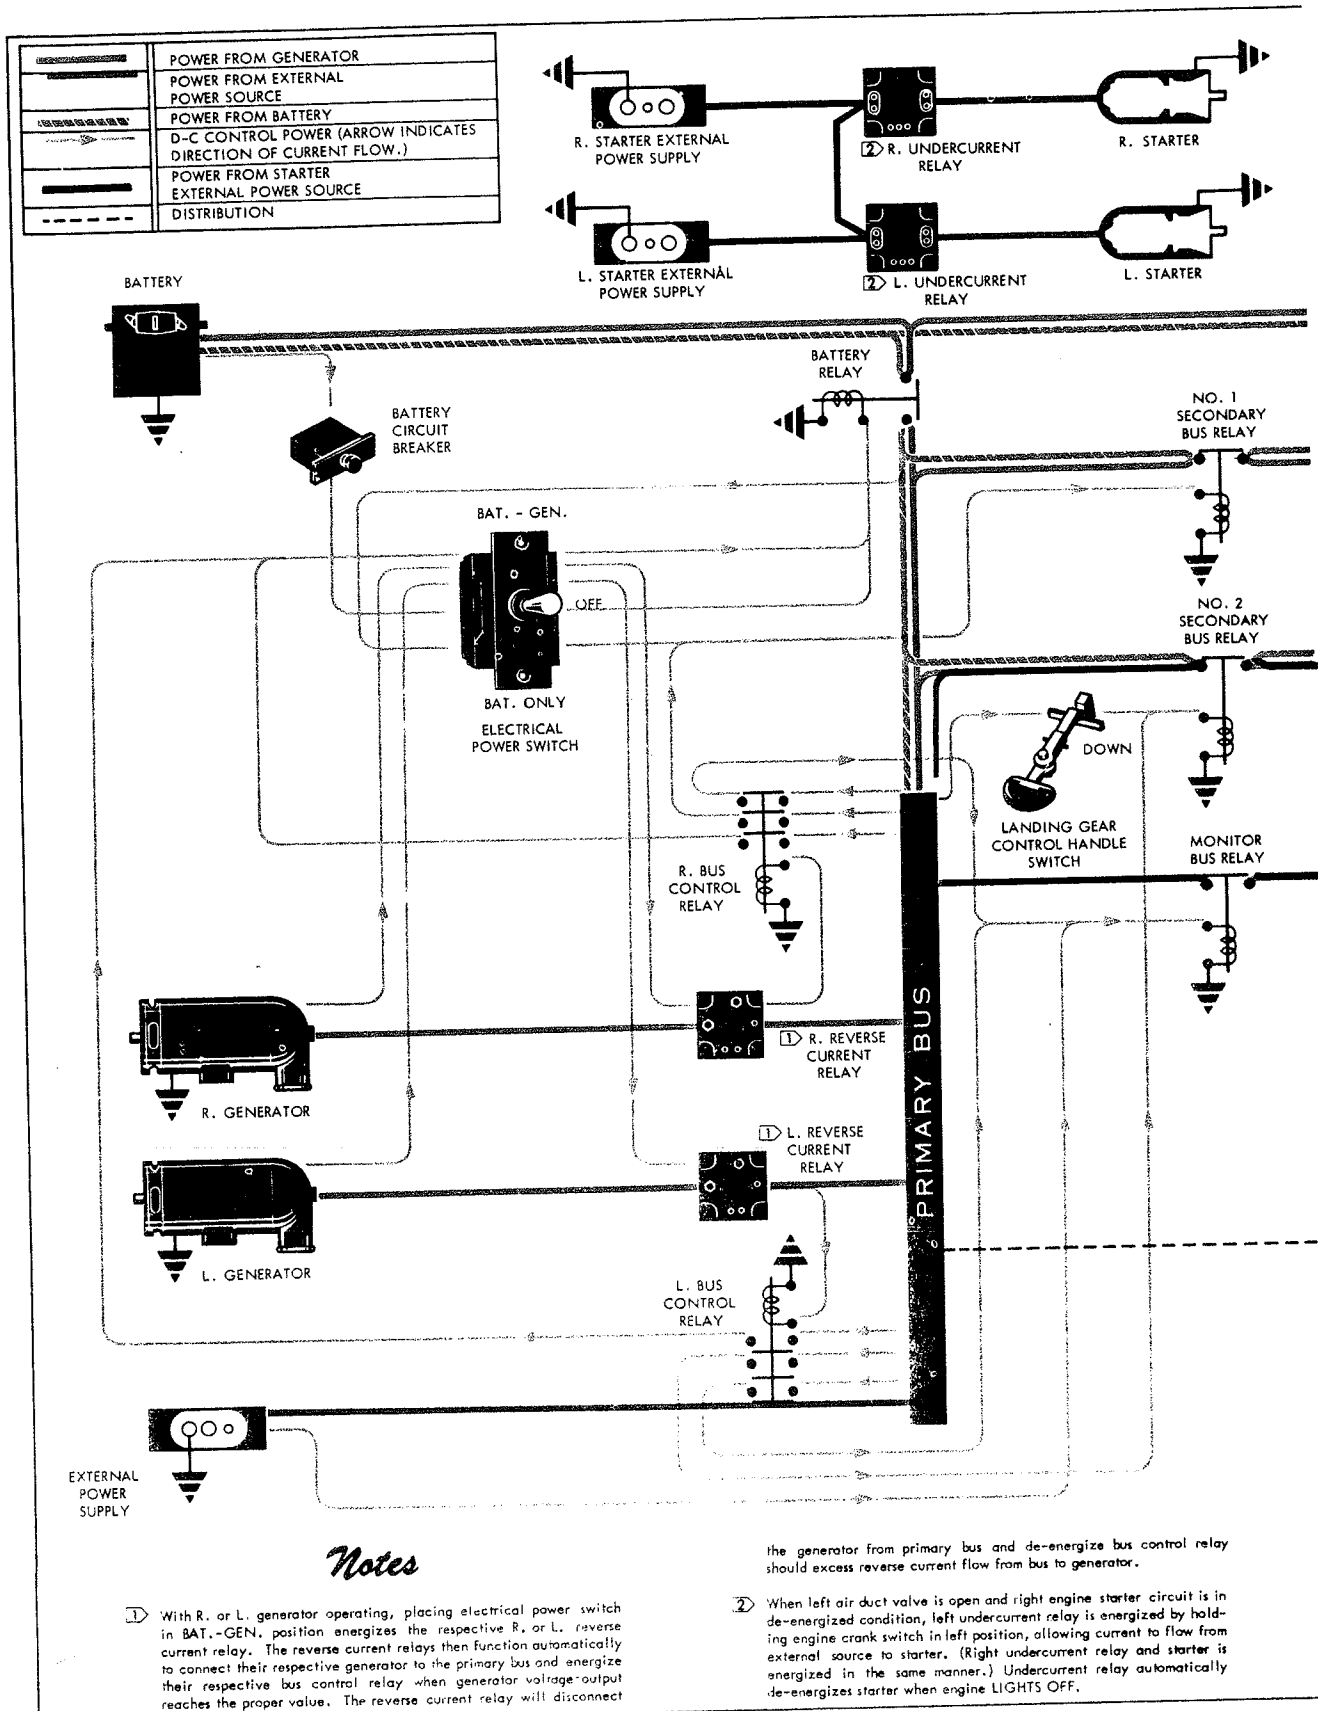 POWER FROM GENERATOR
POWER FROM EXTERNAL
POWER SOURCE
POWER FROM BATTERY
D-C CONTROL POWER (ARROW INDICATES
DIRECTION OF CURRENT FLOW.)
POWER FROM STARTER
EXTERNAL POWER SOURCE
DISTRIBUTION
R. STARTER EXTERNAL
POWER SUPPLY
2 R. UNDERCURRENT
RELAY
R. STARTER
L. STARTER EXTERNAL
POWER SUPPLY
2 L. UNDERCURRENT
RELAY
L. STARTER
BATTERY
BATTERY
RELAY
BATTERY
CIRCUIT
BREAKER
NO. 1
SECONDARY
BUS RELAY
BAT. - GEN.
OFF
BAT. ONLY
ELECTRICAL
POWER SWITCH
NO. 2
SECONDARY
BUS RELAY
DOWN
LANDING GEAR
CONTROL HANDLE
SWITCH
MONITOR
BUS RELAY
R. BUS
CONTROL
RELAY
PRIMARY BUS
1 R. REVERSE
CURRENT
RELAY
R. GENERATOR
1 L. REVERSE
CURRENT
RELAY
L. GENERATOR
L. BUS
CONTROL
RELAY
EXTERNAL
POWER
SUPPLY
Notes
1 With R. or L. generator operating, placing electrical power switch
in BAT.-GEN. position energizes the respective R. or L. reverse
current relay. The reverse current relays then function automatically
to connect their respective generator to the primary bus and energize
their respective bus control relay when generator voltage output
reaches the proper value. The reverse current relay will disconnect
the generator from primary bus and de-energize bus control relay
should excess reverse current flow from bus to generator.
2 When left air duct valve is open and right engine starter circuit is in
de-energized condition, left undercurrent relay is energized by hold-
ing engine crank switch in left position, allowing current to flow from
external source to starter. (Right undercurrent relay and starter is
energized in the same manner.) Undercurrent relay automatically
de-energizes starter when engine LIGHTS OFF.